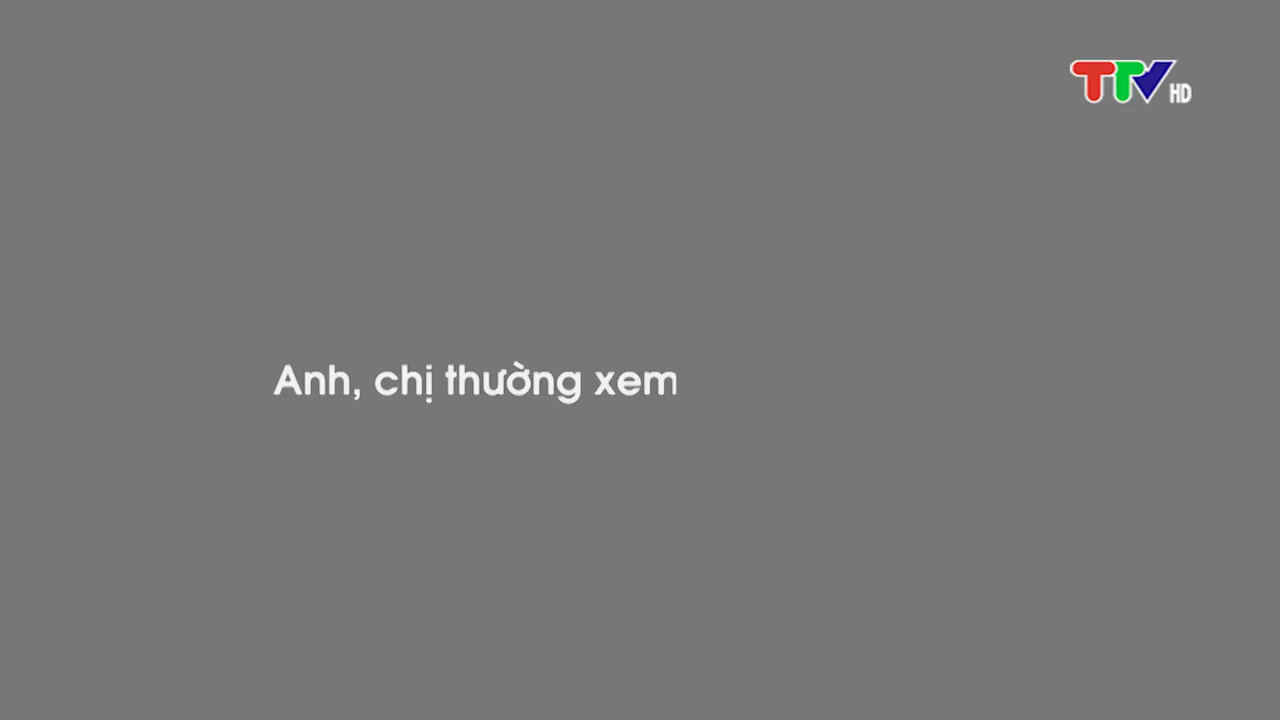 TTV HD
Anh, chị thường xem